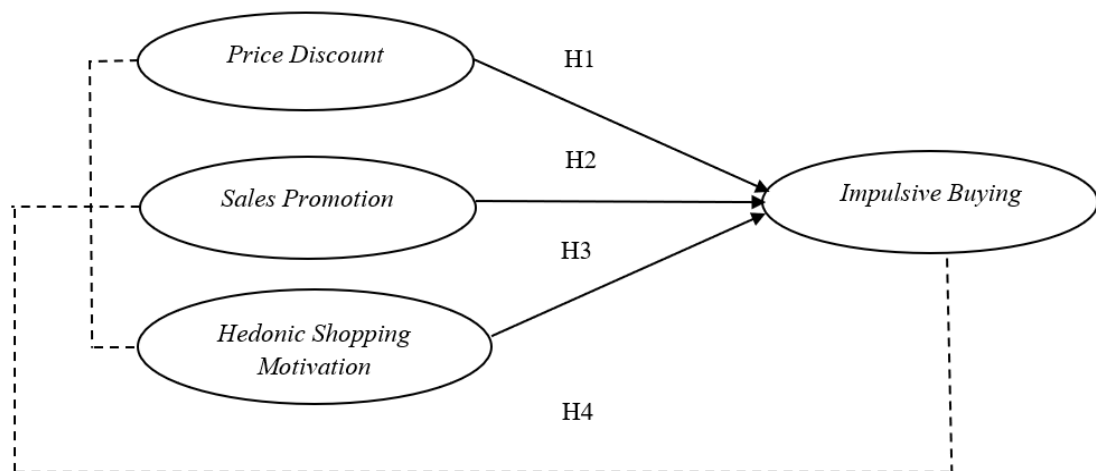 Price Discount
H1
H2
Sales Promotion
Impulsive Buying
H3
Hedonic Shopping
Motivation
H4